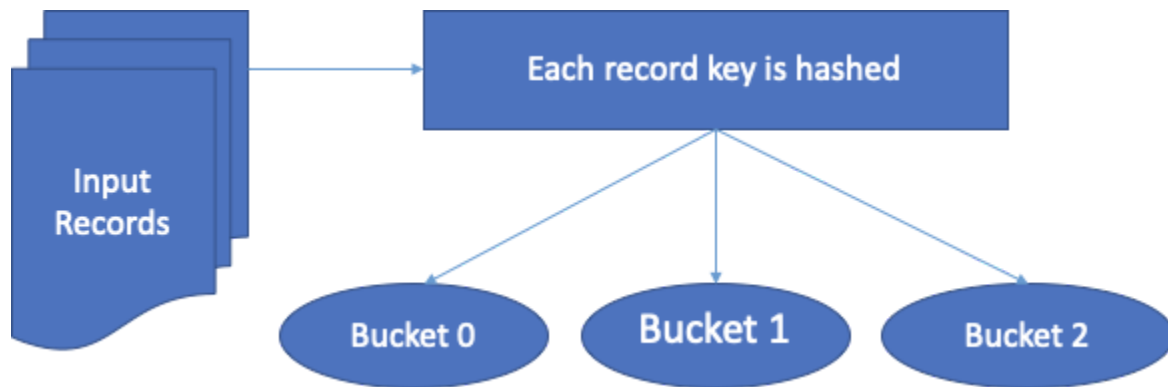 Each record key is hashed
Input
Records
Bucket 0
Bucket 1
Bucket 2